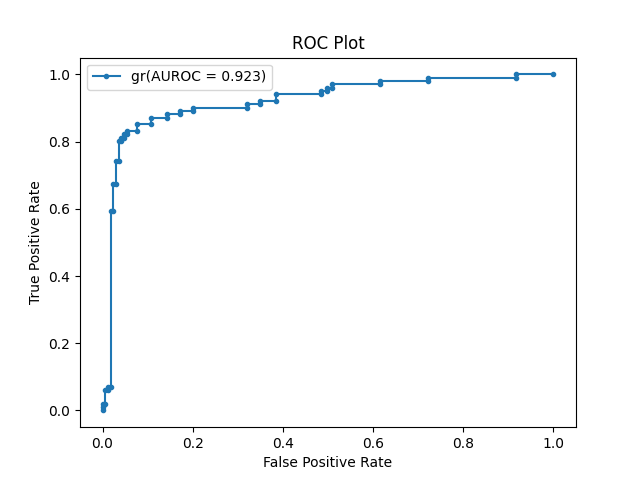 ROC Plot
gr(AUROC = 0.923)
True Positive Rate
1.0
0.8
0.6
0.4
0.2
0.0
0.0 0.2 0.4 0.6 0.8 1.0
False Positive Rate